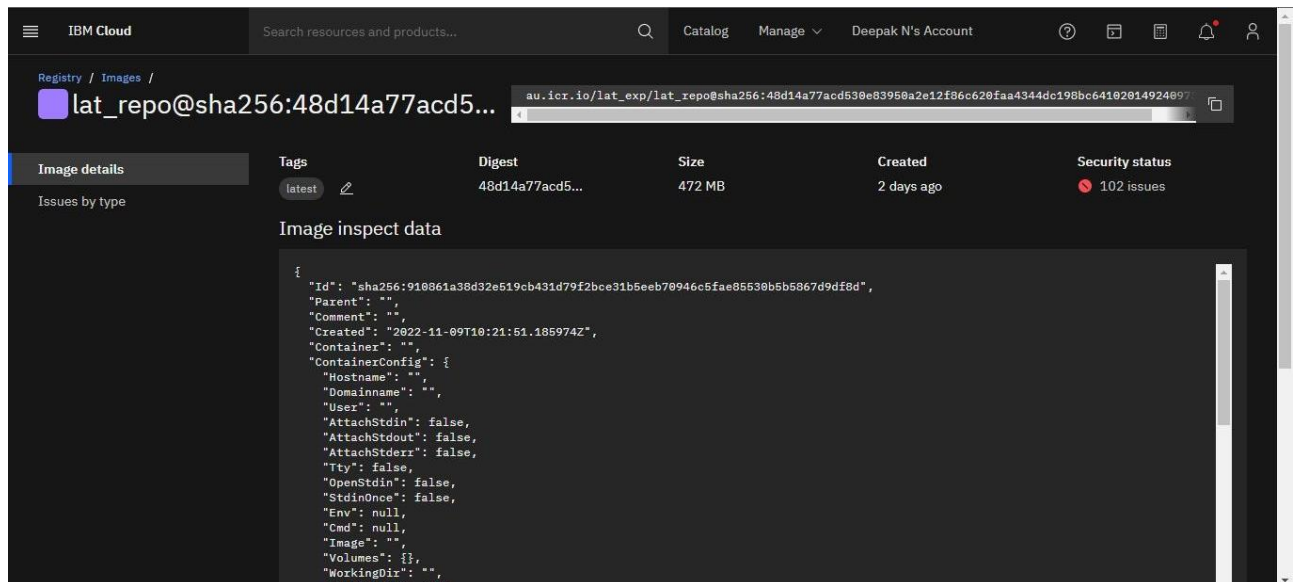 IBM Cloud
Search resources and products...
Catalog
Manage
Deepak N's Account
Registry / Images /
lat_repo@sha256:48d14a77acd5...
au.icr.io/lat_exp/lat_repo@sha256:48d14a77acd530e83950a2e12f86c620faa4344dc198bc64102014924097
Image details
Issues by type
Tags Digest Size Created Security status
latest 48d14a77acd5... 472 MB 2 days ago 102 issues
Image inspect data
{
"Id": "sha256:910861a38d32e519cb431d79f2bce31b5eeb70946c5fae85530b5b5867d9df8d",
"Parent": "",
"Comment": "",
"Created": "2022-11-09T10:21:51.185974Z",
"Container": "",
"ContainerConfig": {
"Hostname": "",
"Domainname": "",
"User": "",
"AttachStdin": false,
"AttachStdout": false,
"AttachStderr": false,
"Tty": false,
"OpenStdin": false,
"StdinOnce": false,
"Env": null,
"Cmd": null,
"Image": "",
"Volumes": {},
"WorkingDir": "",